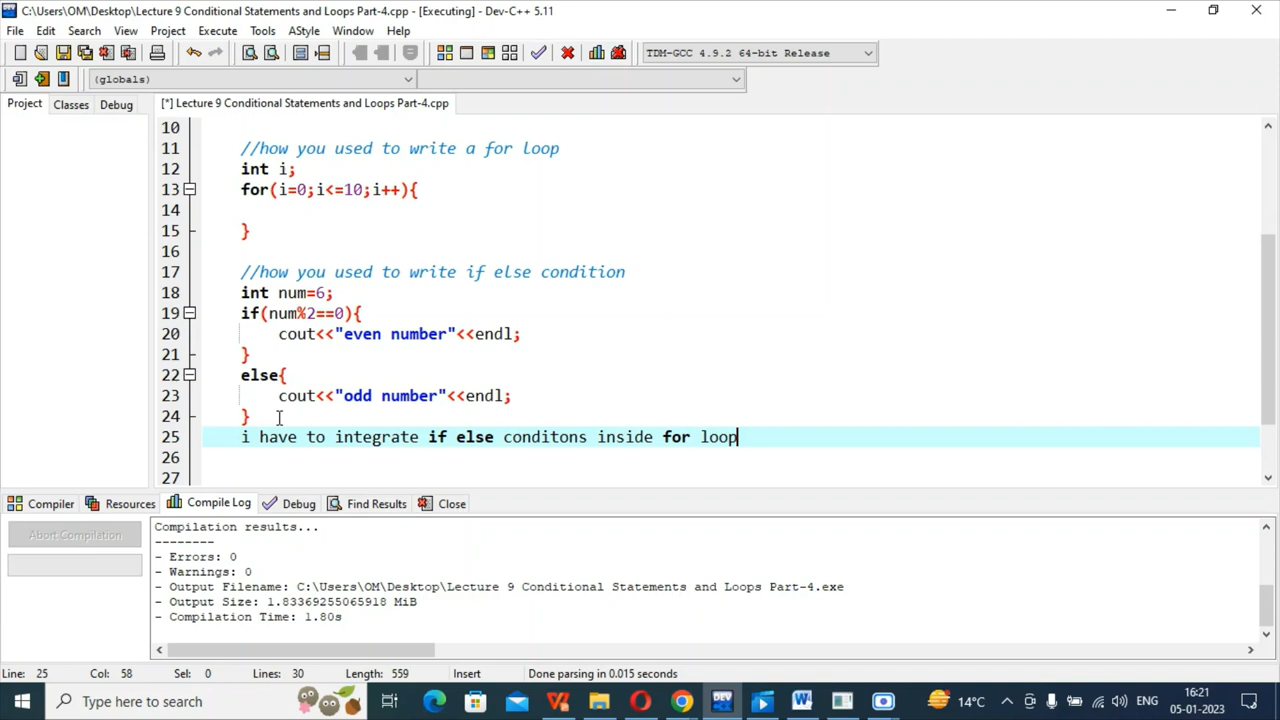 C:\Users\OM\Desktop\Lecture 9 Conditional Statements and Loops Part-4.cpp - [Executing] - Dev-C++ 5.11
File Edit Search View Project Execute Tools AStyle Window Help
TDM-GCC 4.9.2 64-bit Release
(globals)
Project Classes Debug
[*] Lecture 9 Conditional Statements and Loops Part-4.cpp
10
11 //how you used to write a for loop
12 int i;
13 for(i=0;i<=10;i++){
14
15 }
16
17 //how you used to write if else condition
18 int num=6;
19 if(num%2==0){
20 cout<<"even number"<<endl;
21 }
22 else{
23 cout<<"odd number"<<endl;
24 }
25 i have to integrate if else conditons inside for loop
26
27
Compiler Resources Compile Log Debug Find Results Close
Abort Compilation
Compilation results...
--------
- Errors: 0
- Warnings: 0
- Output Filename: C:\Users\OM\Desktop\Lecture 9 Conditional Statements and Loops Part-4.exe
- Output Size: 1.83369255065918 MiB
- Compilation Time: 1.80s
Line: 25 Col: 58 Sel: 0 Lines: 30 Length: 559 Insert Done parsing in 0.015 seconds
Type here to search
DEV
W
14°C
ENG
16:21
05-01-2023